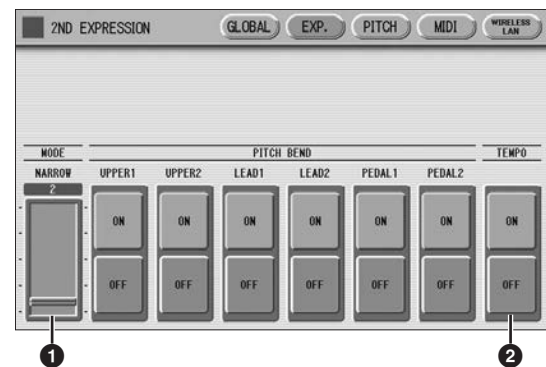 2ND EXPRESSION GLOBAL EXP. PITCH MIDI WIRELESS LAN
MODE PITCH BEND TEMPO
NARROW UPPER1 UPPER2 LEAD1 LEAD2 PEDAL1 PEDAL2
2
ON ON ON ON ON ON ON
OFF OFF OFF OFF OFF OFF OFF
1 2